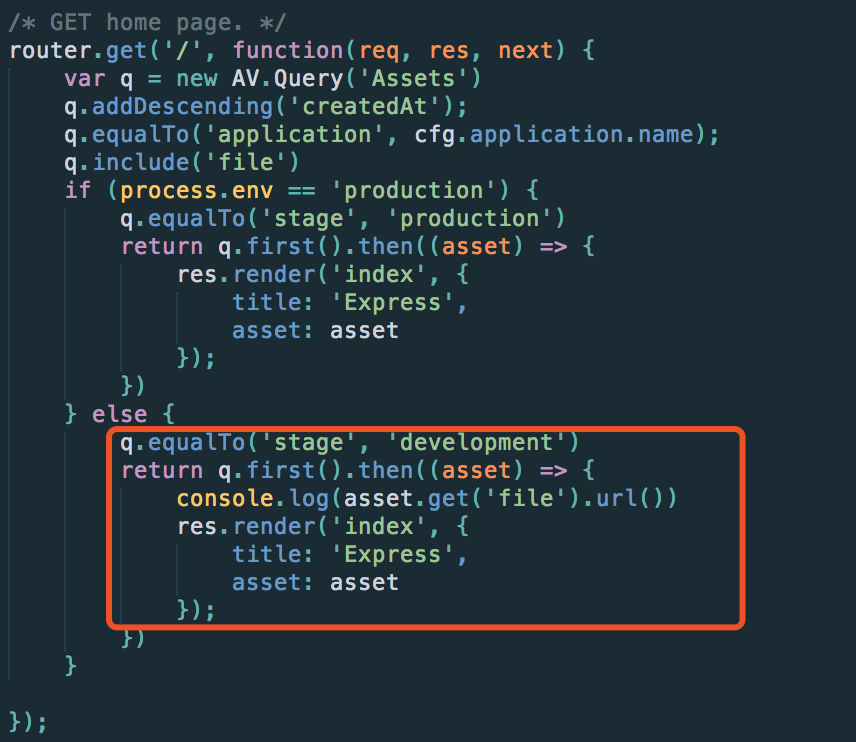 /* GET home page. */
router.get('/', function(req, res, next) {
    var q = new AV.Query('Assets')
    q.addDescending('createdAt');
    q.equalTo('application', cfg.application.name);
    q.include('file')
    if (process.env == 'production') {
        q.equalTo('stage', 'production')
        return q.first().then((asset) => {
            res.render('index', {
                title: 'Express',
                asset: asset
            });
        })
    } else {
        q.equalTo('stage', 'development')
        return q.first().then((asset) => {
            console.log(asset.get('file').url())
            res.render('index', {
                title: 'Express',
                asset: asset
            });
        })
    }

});